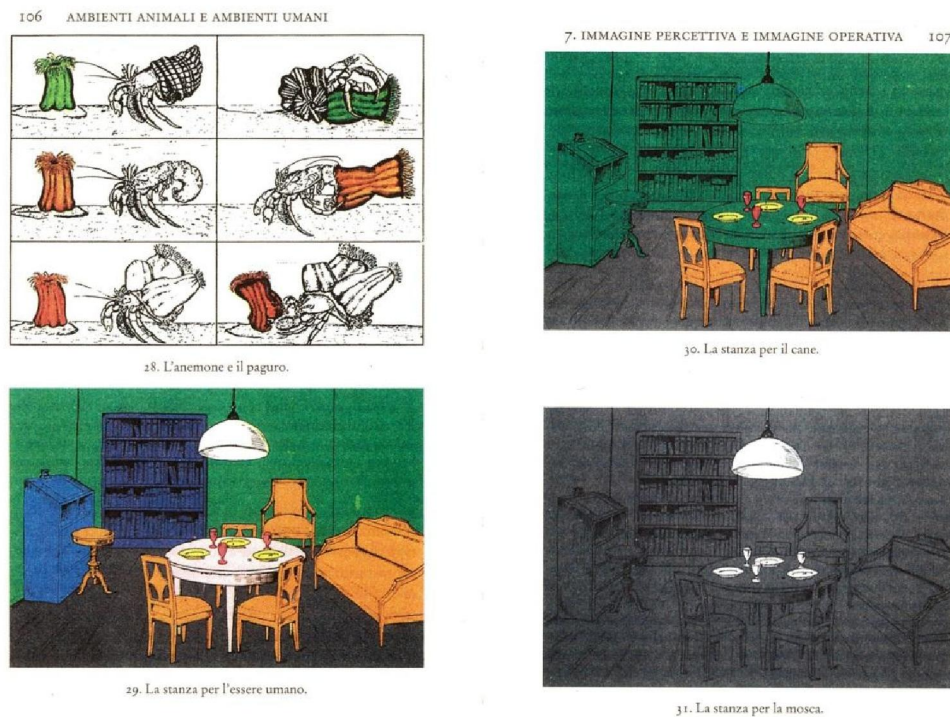 106 AMBIENTI ANIMALI E AMBIENTI UMANI
28. L'anemone e il paguro.
29. La stanza per l'essere umano.
7. IMMAGINE PERCETTIVA E IMMAGINE OPERATIVA 107
30. La stanza per il cane.
31. La stanza per la mosca.